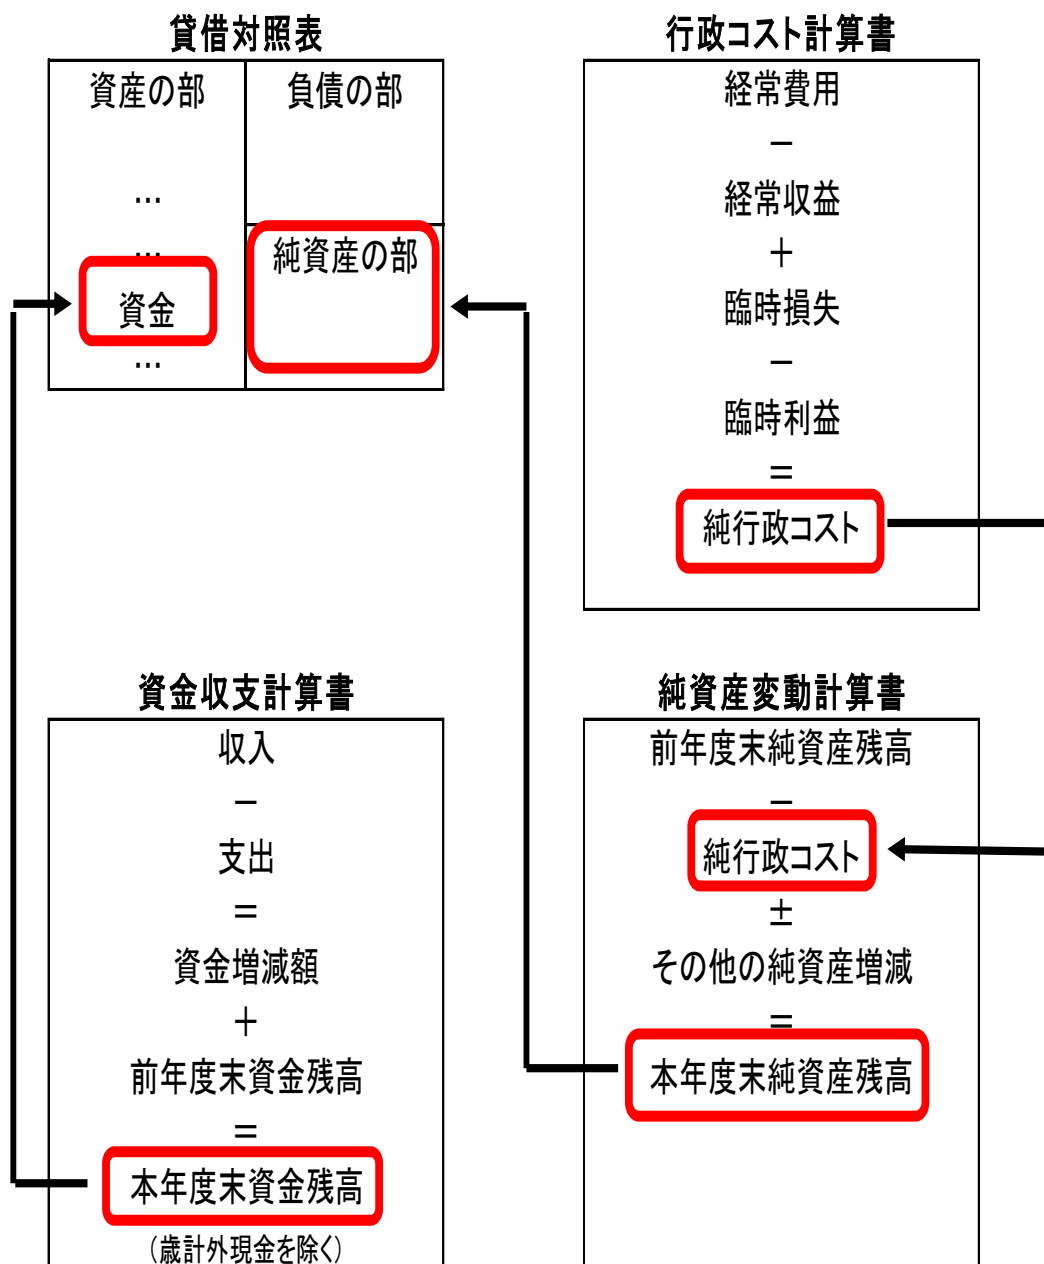 貸借対照表
資産の部
負債の部
…
…
資金
…
純資産の部
行政コスト計算書
経常費用
－
経常収益
＋
臨時損失
－
臨時利益
＝
純行政コスト
資金収支計算書
収入
－
支出
＝
資金増減額
＋
前年度末資金残高
＝
本年度末資金残高
（歳計外現金を除く）
純資産変動計算書
前年度末純資産残高
－
純行政コスト
±
その他の純資産増減
＝
本年度末純資産残高